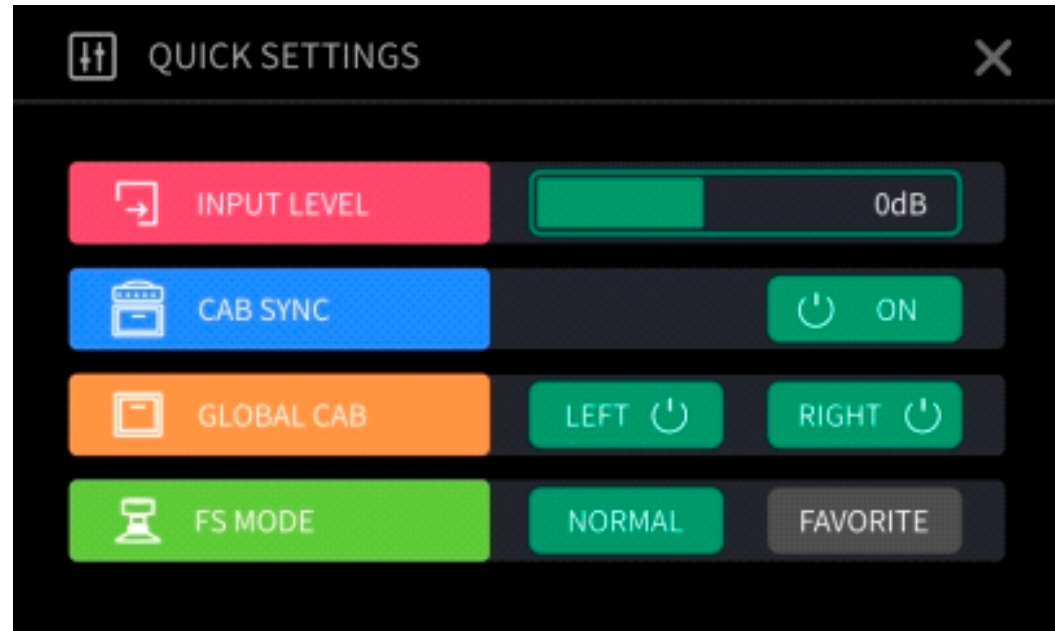 QUICK SETTINGS
INPUT LEVEL 0dB
CAB SYNC ON
GLOBAL CAB LEFT RIGHT
FS MODE NORMAL FAVORITE